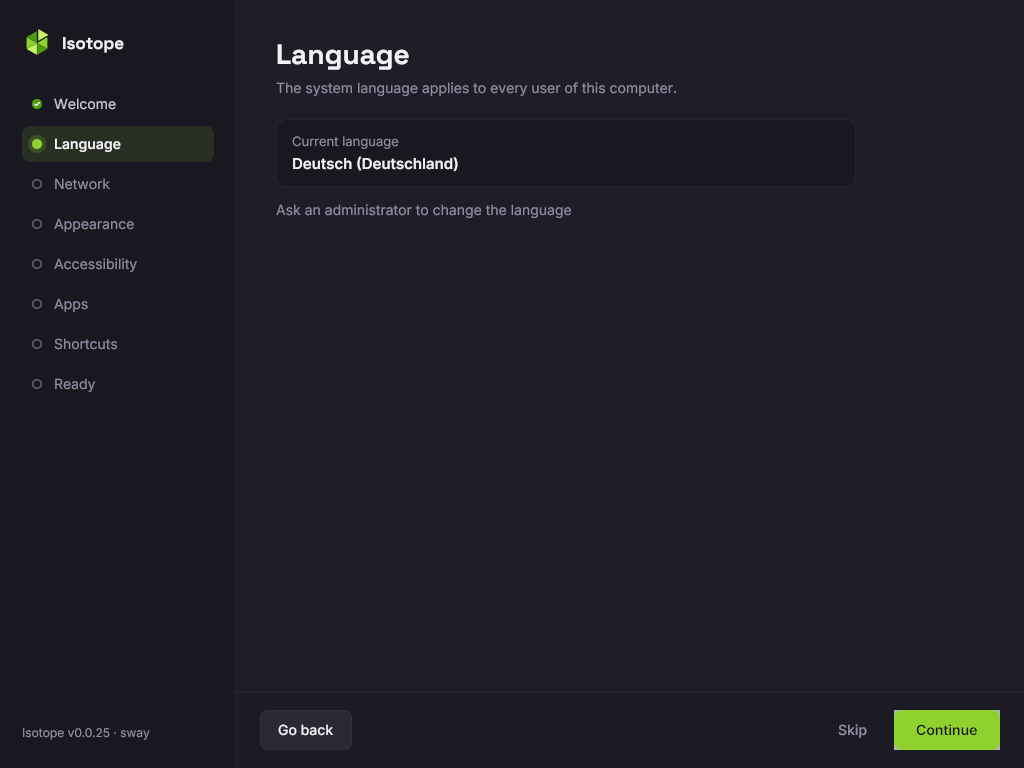 Isotope
Welcome
Language
Network
Appearance
Accessibility
Apps
Shortcuts
Ready
Isotope v0.0.25 · sway
Language
The system language applies to every user of this computer.
Current language
Deutsch (Deutschland)
Ask an administrator to change the language
Go back
Skip
Continue